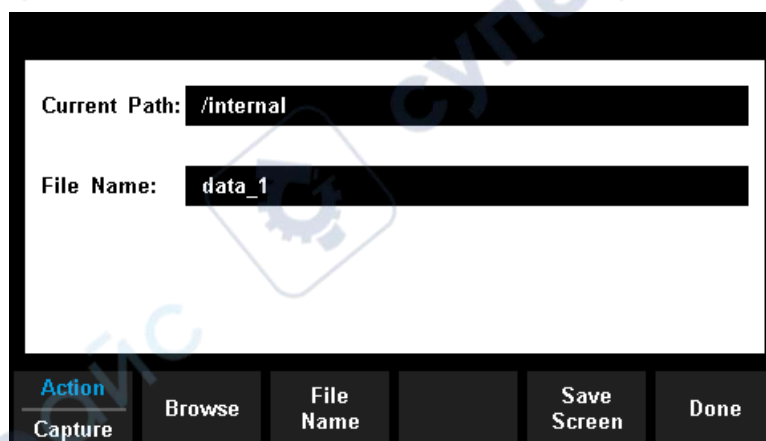 Current Path: /internal
File Name: data_1
Action
Capture
Browse
File
Name
Save
Screen
Done